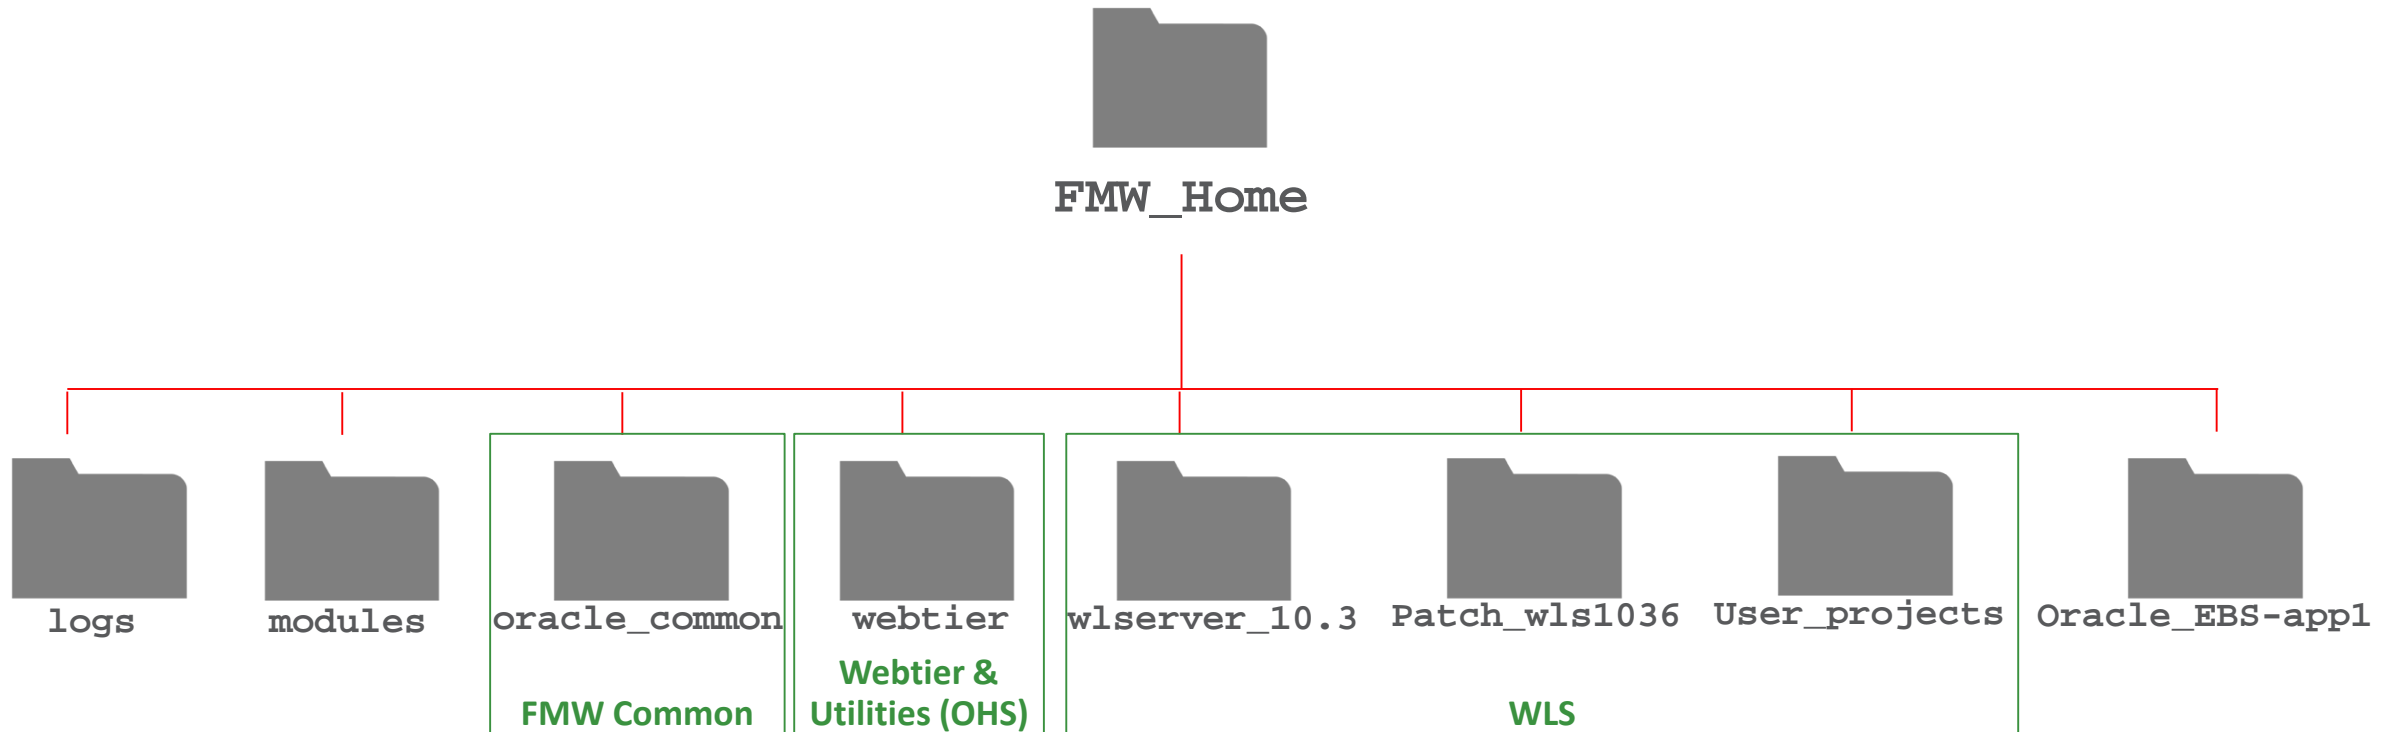 FMW_Home
logs
modules
oracle_common
webtier
wlserver_10.3
Patch_wls1036
User_projects
Oracle_EBS-app1
FMW Common
Webtier &
Utilities (OHS)
WLS